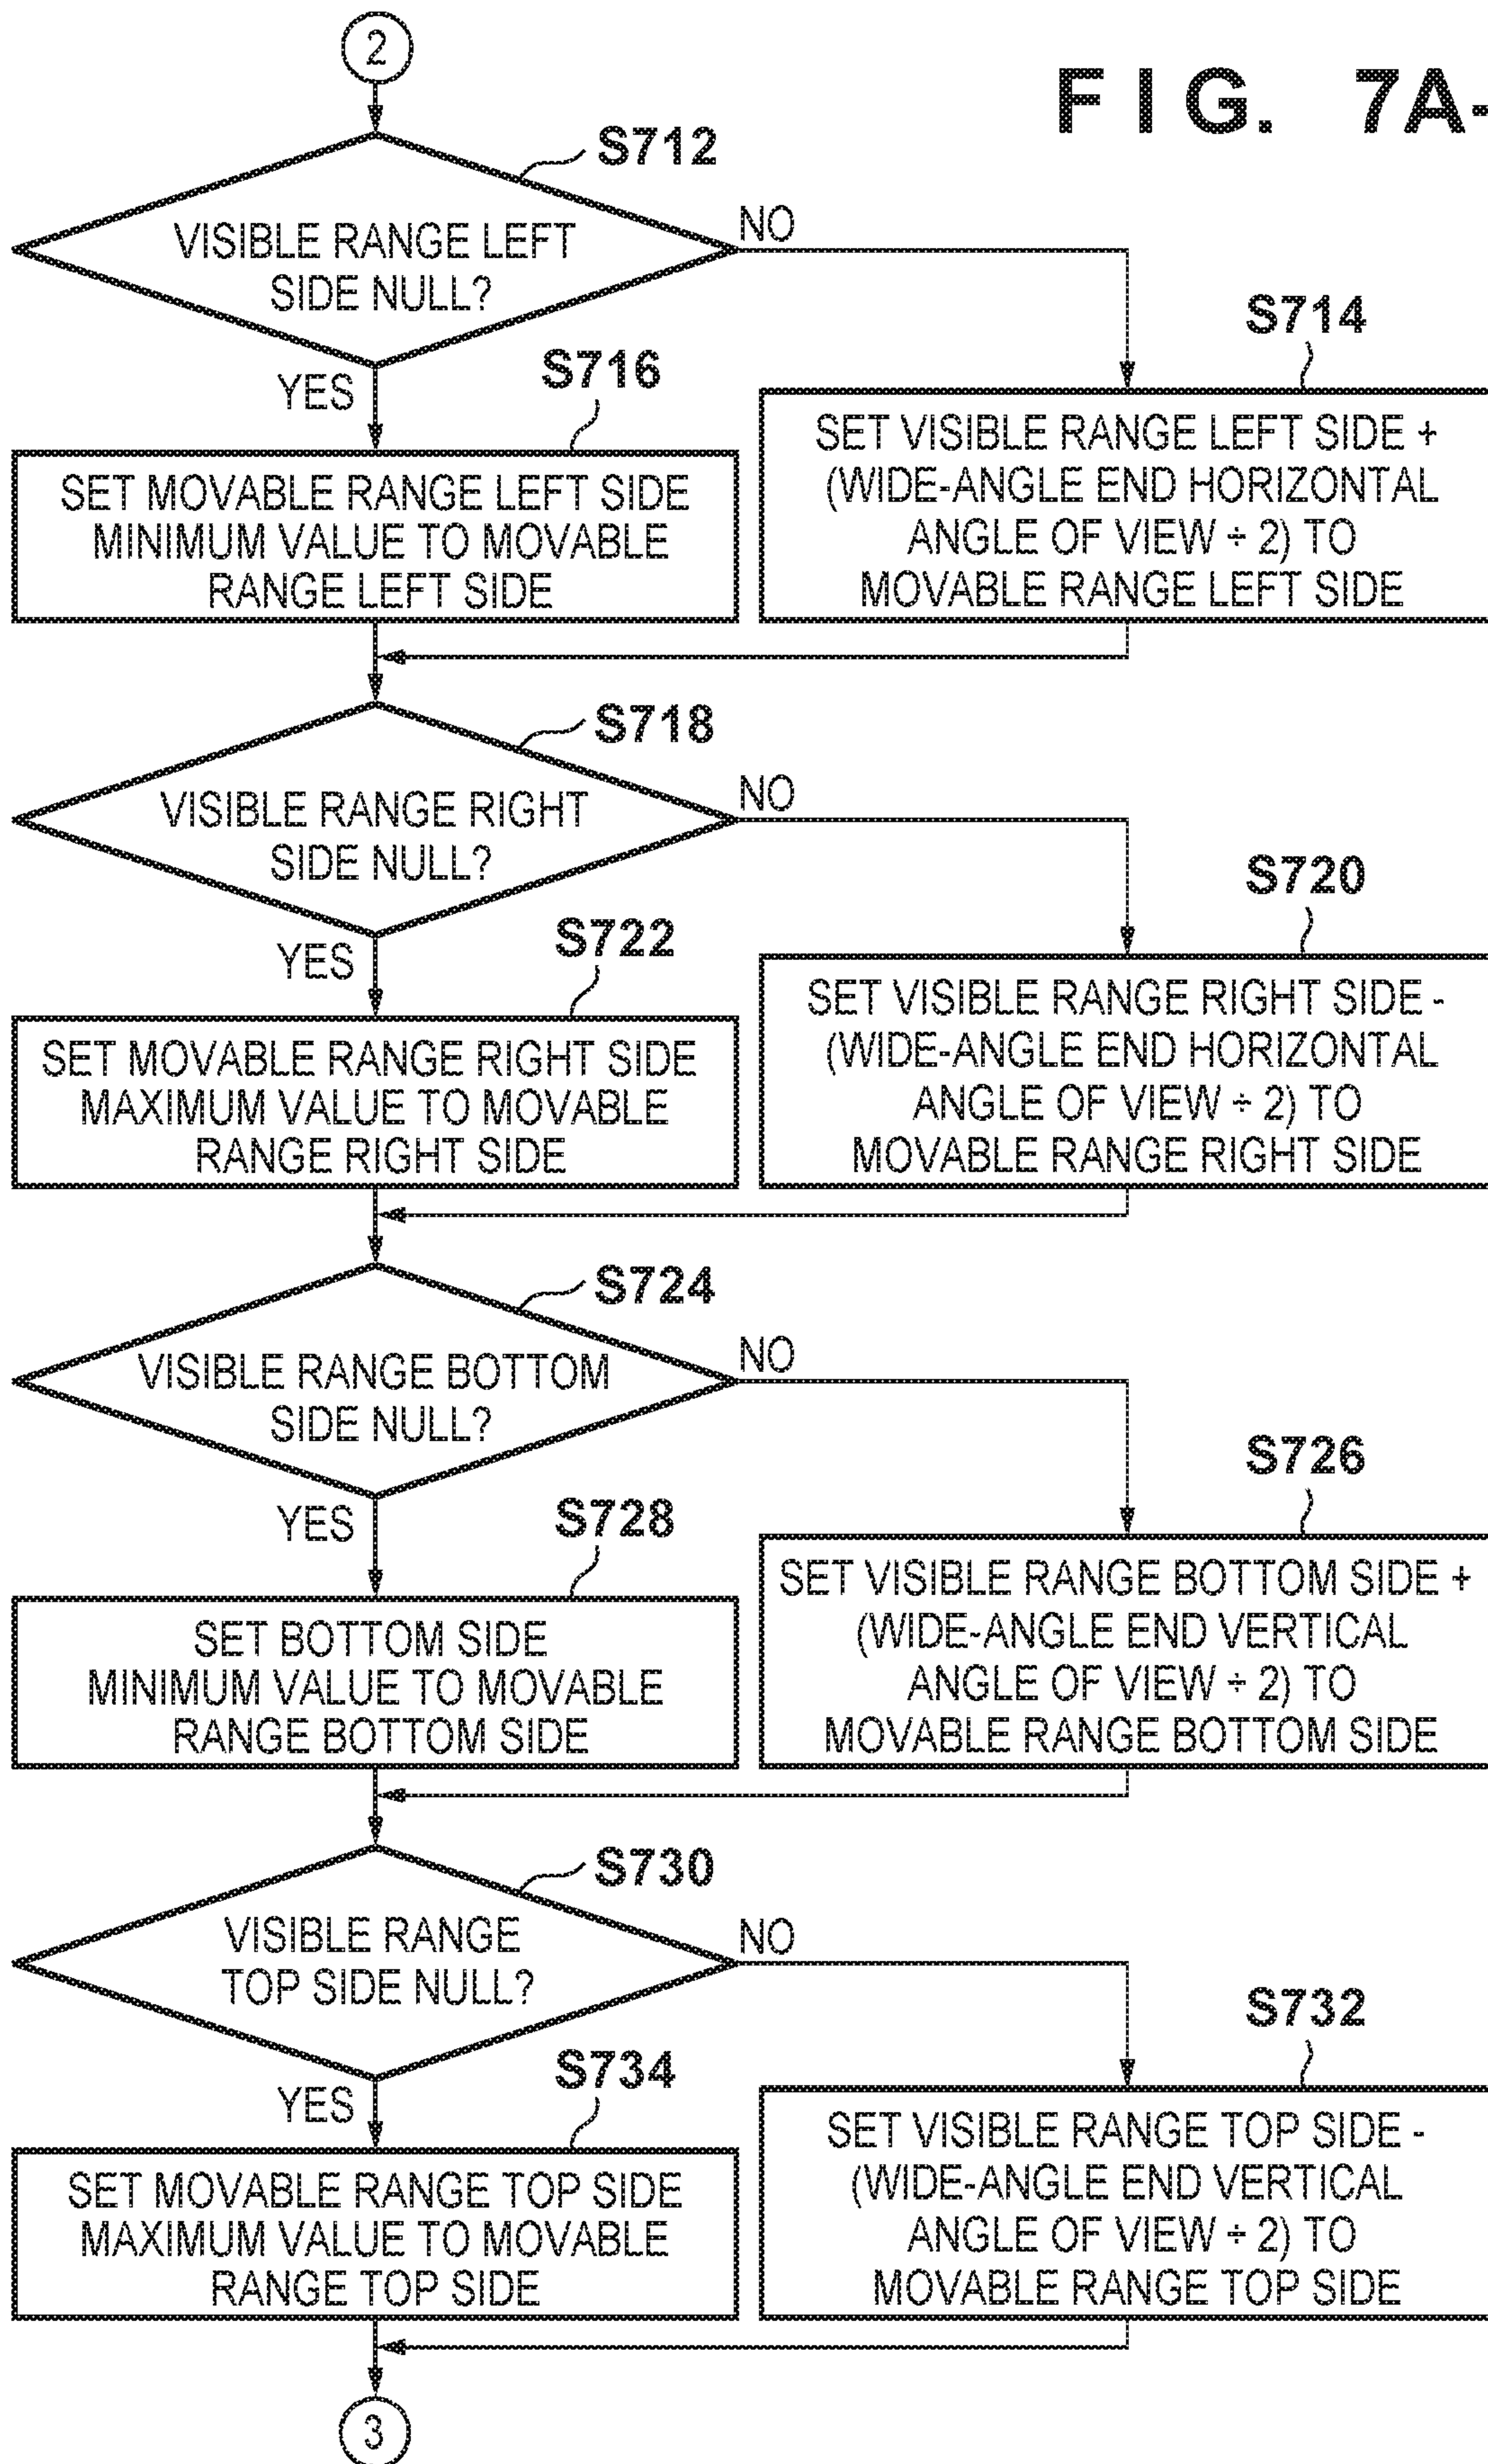 2
FIG. 7A-
S712
VISIBLE RANGE LEFT
SIDE NULL?
NO
YES
S714
SET VISIBLE RANGE LEFT SIDE +
(WIDE-ANGLE END HORIZONTAL
ANGLE OF VIEW ÷ 2) TO
MOVABLE RANGE LEFT SIDE
S716
SET MOVABLE RANGE LEFT SIDE
MINIMUM VALUE TO MOVABLE
RANGE LEFT SIDE
S718
VISIBLE RANGE RIGHT
SIDE NULL?
NO
YES
S720
SET VISIBLE RANGE RIGHT SIDE -
(WIDE-ANGLE END HORIZONTAL
ANGLE OF VIEW ÷ 2) TO
MOVABLE RANGE RIGHT SIDE
S722
SET MOVABLE RANGE RIGHT SIDE
MAXIMUM VALUE TO MOVABLE
RANGE RIGHT SIDE
S724
VISIBLE RANGE BOTTOM
SIDE NULL?
NO
YES
S726
SET VISIBLE RANGE BOTTOM SIDE +
(WIDE-ANGLE END VERTICAL
ANGLE OF VIEW ÷ 2) TO
MOVABLE RANGE BOTTOM SIDE
S728
SET BOTTOM SIDE
MINIMUM VALUE TO MOVABLE
RANGE BOTTOM SIDE
S730
VISIBLE RANGE
TOP SIDE NULL?
NO
YES
S732
SET VISIBLE RANGE TOP SIDE -
(WIDE-ANGLE END VERTICAL
ANGLE OF VIEW ÷ 2) TO
MOVABLE RANGE TOP SIDE
S734
SET MOVABLE RANGE TOP SIDE
MAXIMUM VALUE TO MOVABLE
RANGE TOP SIDE
3